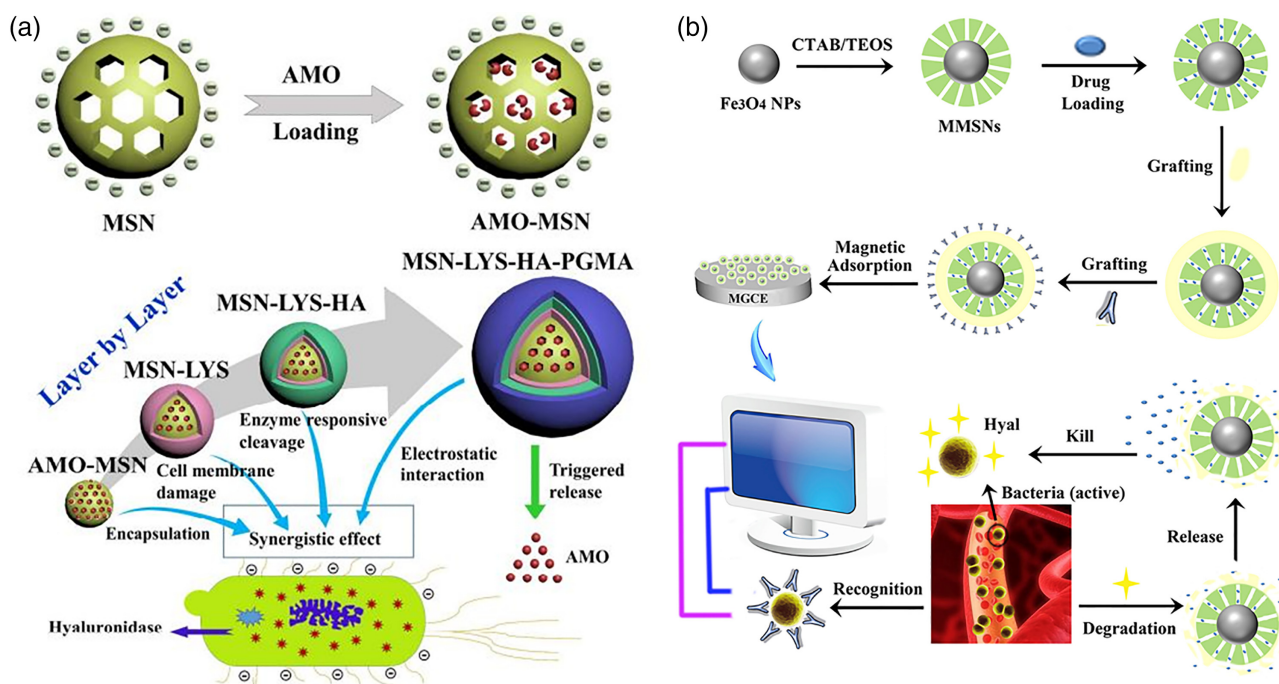 (a)
AMO
Loading
MSN
AMO-MSN
MSN-LYS-HA-PGMA
MSN-LYS-HA
Layer by Layer
MSN-LYS
Enzyme responsive
cleavage
Electrostatic
interaction
Triggered
release
AMO-MSN
Cell membrane
damage
Encapsulation
Synergistic effect
AMO
Hyaluronidase
(b)
CTAB/TEOS
Fe3O4 NPs
MMSNs
Drug
Loading
Grafting
Magnetic
Adsorption
Grafting
MGCE
Hyal
Kill
Bacteria (active)
Release
Recognition
Degradation